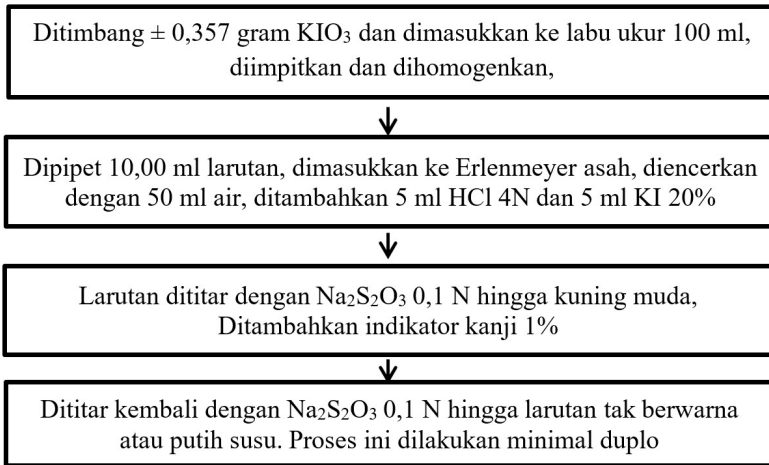 Ditimbang ± 0,357 gram KIO₃ dan dimasukkan ke labu ukur 100 ml,
diimpitkan dan dihomogenkan,
Dipipet 10,00 ml larutan, dimasukkan ke Erlenmeyer asah, diencerkan
dengan 50 ml air, ditambahkan 5 ml HCl 4N dan 5 ml KI 20%
Larutan dititar dengan Na₂S₂O₃ 0,1 N hingga kuning muda,
Ditambahkan indikator kanji 1%
Dititar kembali dengan Na₂S₂O₃ 0,1 N hingga larutan tak berwarna
atau putih susu. Proses ini dilakukan minimal duplo